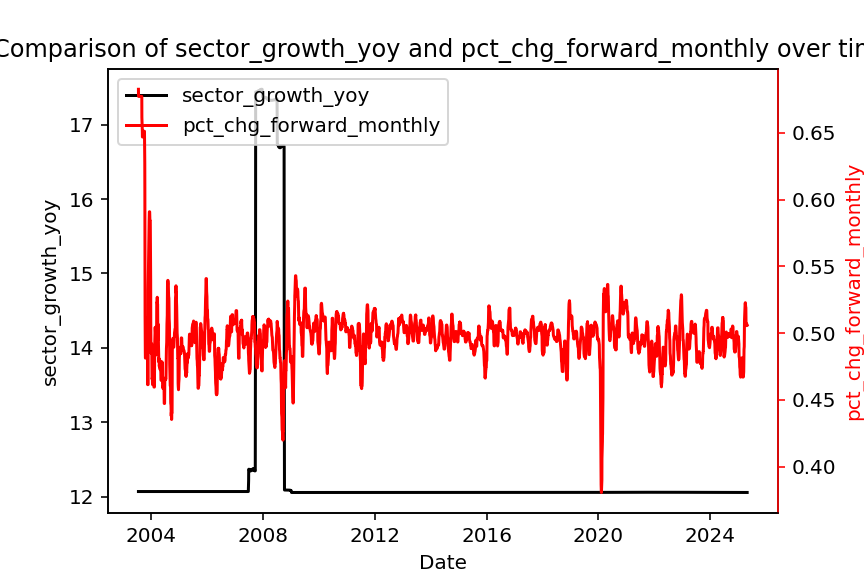 Comparison of sector_growth_yoy and pct_chg_forward_monthly over
sector_growth_yoy
pct_chg_forward_monthly
17
16
15
14
13
12
sector_growth_yoy
0.65
0.60
0.55
0.50
0.45
0.40
pct_chg_forward_monthly
2004 2008 2012 2016 2020 2024
Date